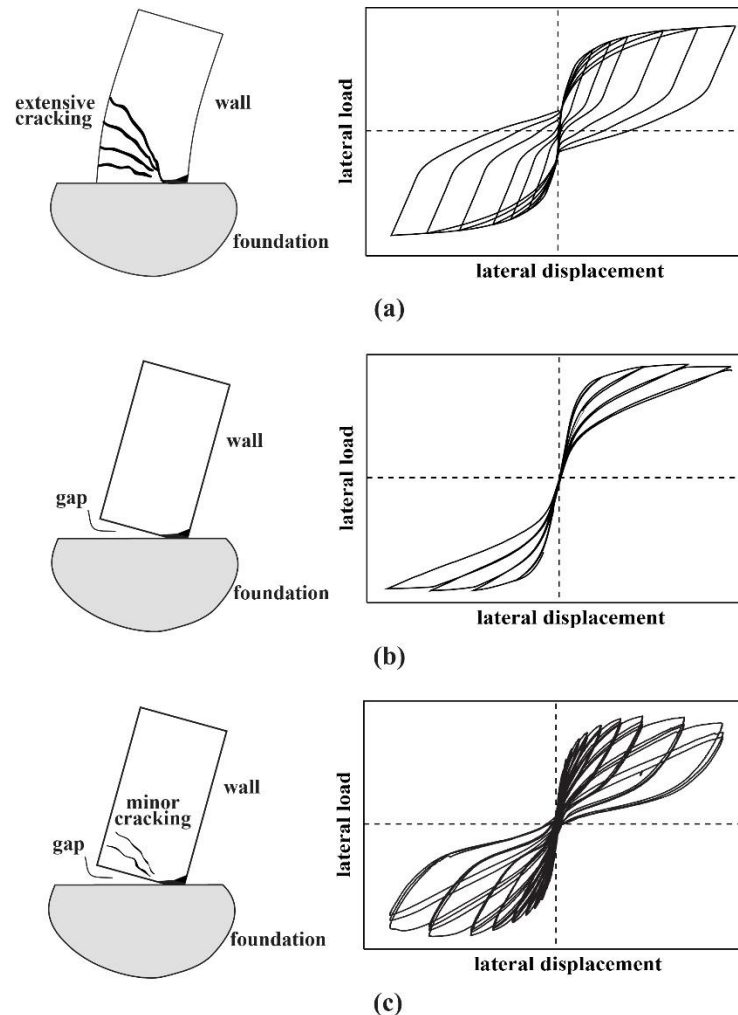 extensive
cracking
wall
foundation
lateral load
lateral displacement
(a)
wall
gap
foundation
lateral load
lateral displacement
(b)
minor
cracking
wall
gap
foundation
lateral load
lateral displacement
(c)